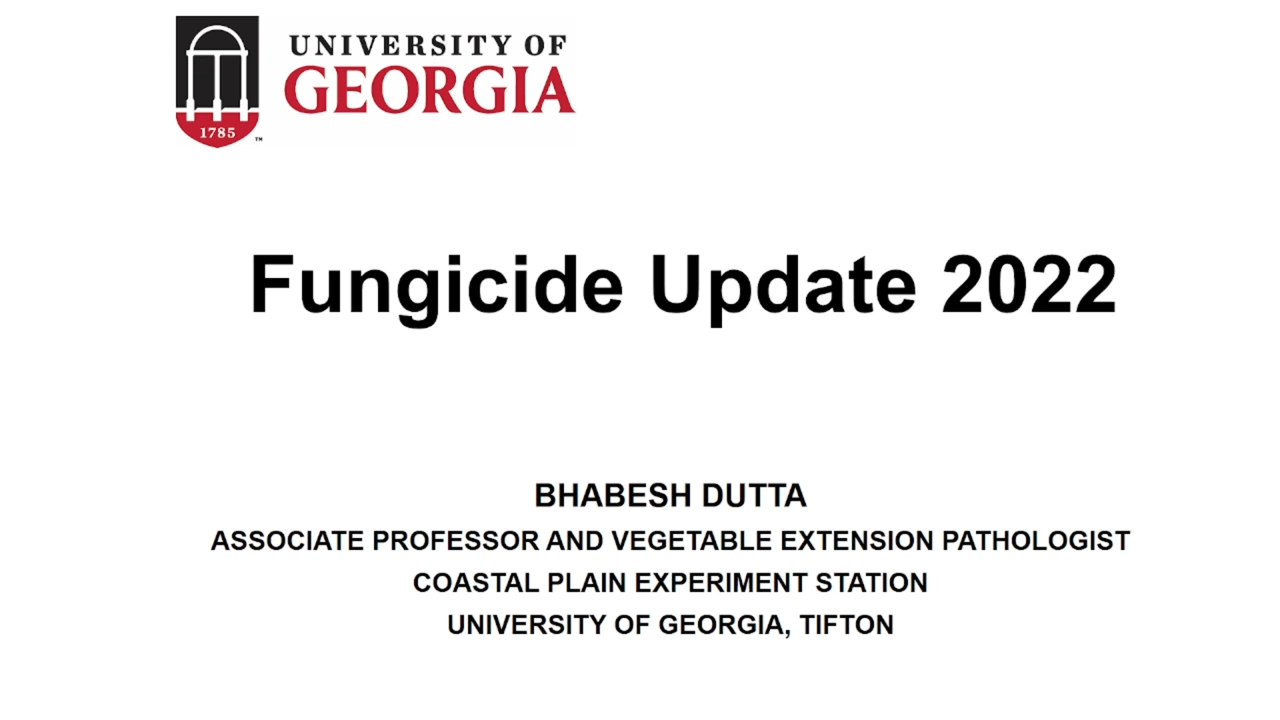 UNIVERSITY OF
GEORGIA
1785
TM
Fungicide Update 2022
BHABESH DUTTA
ASSOCIATE PROFESSOR AND VEGETABLE EXTENSION PATHOLOGIST
COASTAL PLAIN EXPERIMENT STATION
UNIVERSITY OF GEORGIA, TIFTON